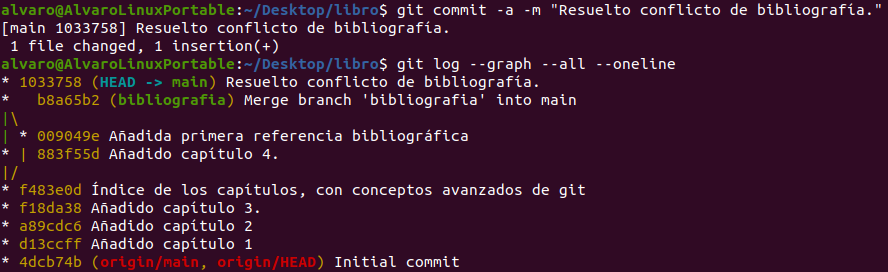 alvaro@AlvaroLinuxPortable:~/Desktop/libro$ git commit -a -m "Resuelto conflicto de bibliografía."
[main 1033758] Resuelto conflicto de bibliografía.
 1 file changed, 1 insertion(+)
alvaro@AlvaroLinuxPortable:~/Desktop/libro$ git log --graph --all --oneline
* 1033758 (HEAD -> main) Resuelto conflicto de bibliografía.
*   b8a65b2 (bibliografia) Merge branch 'bibliografia' into main
|\
| * 009049e Añadida primera referencia bibliográfica
* | 883f55d Añadido capítulo 4.
|/
* f483e0d Índice de los capítulos, con conceptos avanzados de git
* f18da38 Añadido capítulo 3.
* a89cdc6 Añadido capítulo 2
* d13ccff Añadido capítulo 1
* 4dcb74b (origin/main, origin/HEAD) Initial commit